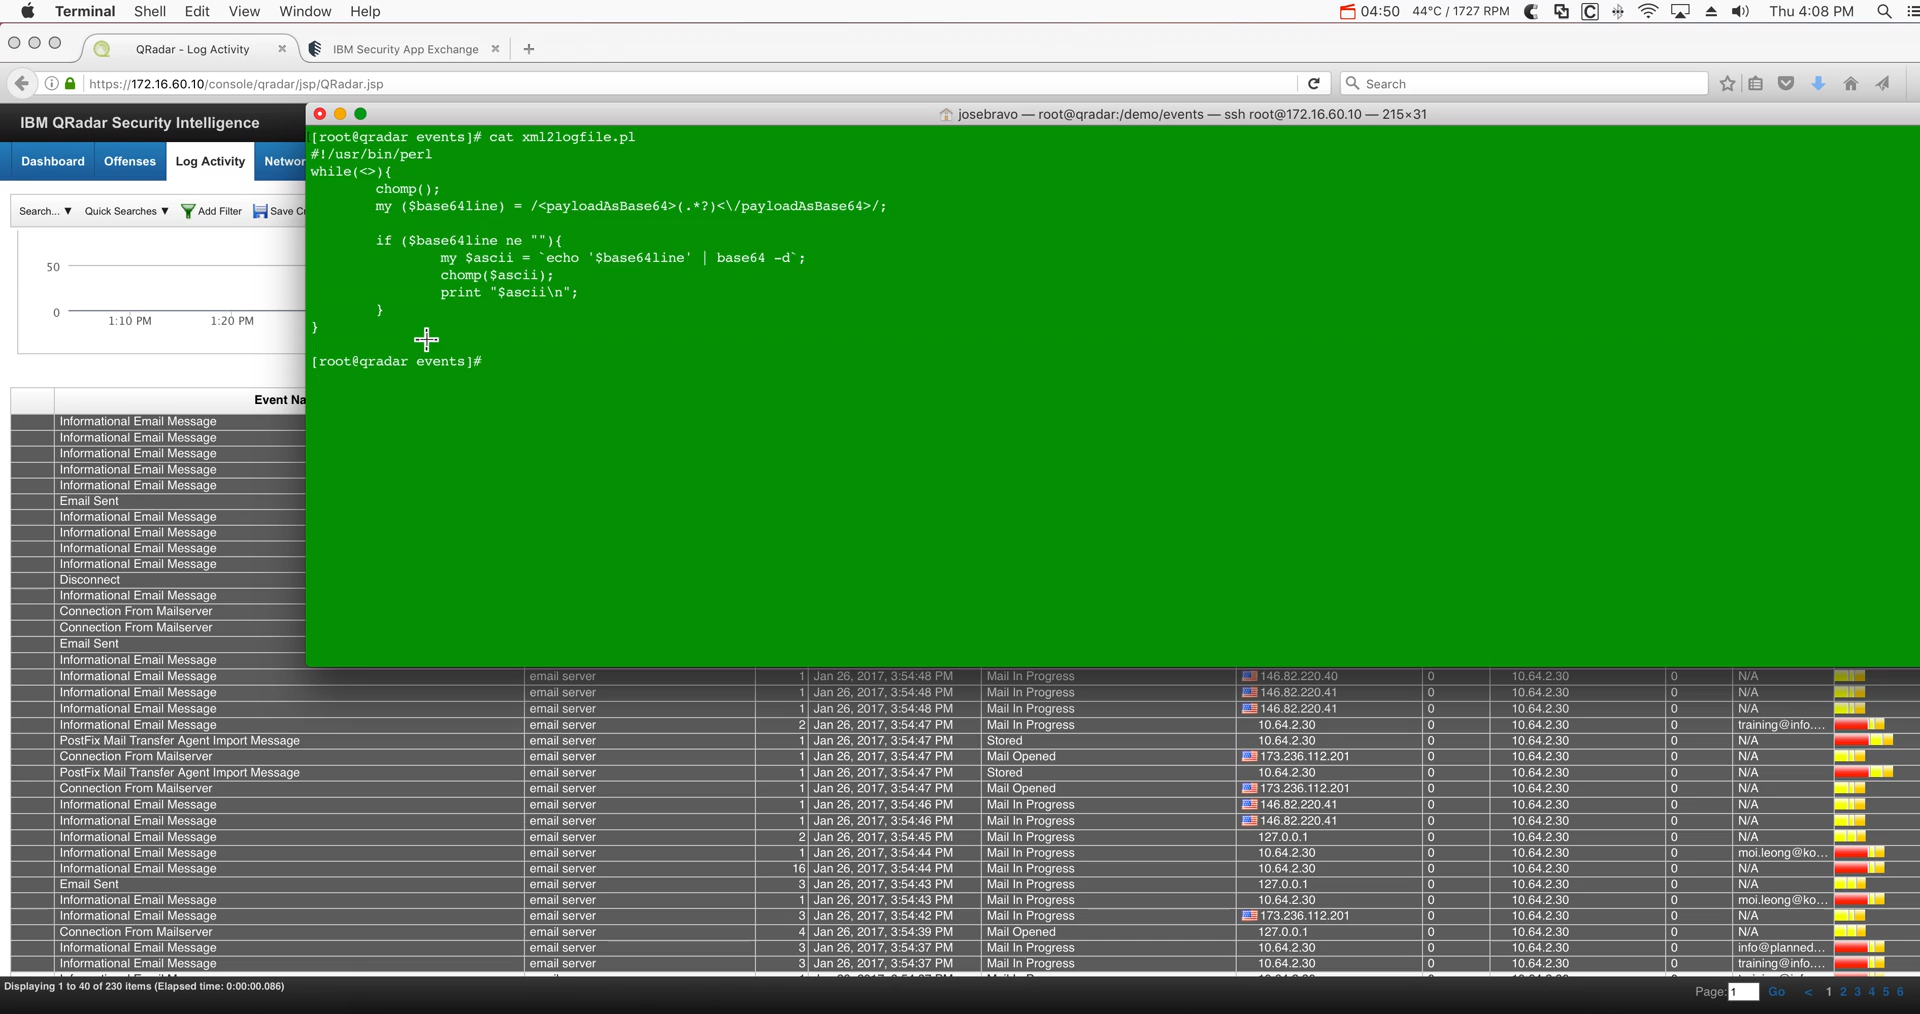 Terminal Shell Edit View Window Help 04:50 44°C / 1727 RPM Thu 4:08 PM
QRadar - Log Activity IBM Security App Exchange
https://172.16.60.10/console/qradar/jsp/QRadar.jsp Search
IBM QRadar Security Intelligence
josebravo — root@qradar:/demo/events — ssh root@172.16.60.10 — 215×31
Dashboard Offenses Log Activity Networ
Search... ▼ Quick Searches ▼ Add Filter Save Cr
50
0
1:10 PM 1:20 PM
[root@qradar events]# cat xml2logfile.pl
#!/usr/bin/perl
while(<>){
chomp();
my ($base64line) = /<payloadAsBase64>(.*?)<\/payloadAsBase64>/;
if ($base64line ne ""){
my $ascii = `echo '$base64line' | base64 -d`;
chomp($ascii);
print "$ascii\n";
}
}
[root@qradar events]#
Event Na
Informational Email Message
Informational Email Message
Informational Email Message
Informational Email Message
Informational Email Message
Email Sent
Informational Email Message
Informational Email Message
Informational Email Message
Informational Email Message
Disconnect
Informational Email Message
Connection From Mailserver
Connection From Mailserver
Email Sent
Informational Email Message
Informational Email Message email server 1 Jan 26, 2017, 3:54:48 PM Mail In Progress 146.82.220.40 0 10.64.2.30 0 N/A
Informational Email Message email server 1 Jan 26, 2017, 3:54:48 PM Mail In Progress 146.82.220.41 0 10.64.2.30 0 N/A
Informational Email Message email server 1 Jan 26, 2017, 3:54:48 PM Mail In Progress 146.82.220.41 0 10.64.2.30 0 N/A
Informational Email Message email server 2 Jan 26, 2017, 3:54:47 PM Mail In Progress 10.64.2.30 0 10.64.2.30 0 training@info....
PostFix Mail Transfer Agent Import Message email server 1 Jan 26, 2017, 3:54:47 PM Stored 10.64.2.30 0 10.64.2.30 0 N/A
Connection From Mailserver email server 1 Jan 26, 2017, 3:54:47 PM Mail Opened 173.236.112.201 0 10.64.2.30 0 N/A
PostFix Mail Transfer Agent Import Message email server 1 Jan 26, 2017, 3:54:47 PM Stored 10.64.2.30 0 10.64.2.30 0 N/A
Connection From Mailserver email server 1 Jan 26, 2017, 3:54:47 PM Mail Opened 173.236.112.201 0 10.64.2.30 0 N/A
Informational Email Message email server 1 Jan 26, 2017, 3:54:46 PM Mail In Progress 146.82.220.41 0 10.64.2.30 0 N/A
Informational Email Message email server 1 Jan 26, 2017, 3:54:46 PM Mail In Progress 146.82.220.41 0 10.64.2.30 0 N/A
Informational Email Message email server 2 Jan 26, 2017, 3:54:45 PM Mail In Progress 127.0.0.1 0 10.64.2.30 0 N/A
Informational Email Message email server 1 Jan 26, 2017, 3:54:44 PM Mail In Progress 10.64.2.30 0 10.64.2.30 0 moi.leong@ko...
Informational Email Message email server 16 Jan 26, 2017, 3:54:44 PM Mail In Progress 10.64.2.30 0 10.64.2.30 0 N/A
Email Sent email server 3 Jan 26, 2017, 3:54:43 PM Mail In Progress 127.0.0.1 0 10.64.2.30 0 N/A
Informational Email Message email server 1 Jan 26, 2017, 3:54:43 PM Mail In Progress 10.64.2.30 0 10.64.2.30 0 moi.leong@ko...
Informational Email Message email server 3 Jan 26, 2017, 3:54:42 PM Mail In Progress 173.236.112.201 0 10.64.2.30 0 N/A
Connection From Mailserver email server 4 Jan 26, 2017, 3:54:39 PM Mail Opened 127.0.0.1 0 10.64.2.30 0 N/A
Informational Email Message email server 3 Jan 26, 2017, 3:54:37 PM Mail In Progress 10.64.2.30 0 10.64.2.30 0 info@planned...
Informational Email Message email server 3 Jan 26, 2017, 3:54:37 PM Mail In Progress 10.64.2.30 0 10.64.2.30 0 training@info....
Displaying 1 to 40 of 230 items (Elapsed time: 0:00:00.086)
Page: 1 Go < 1 2 3 4 5 6